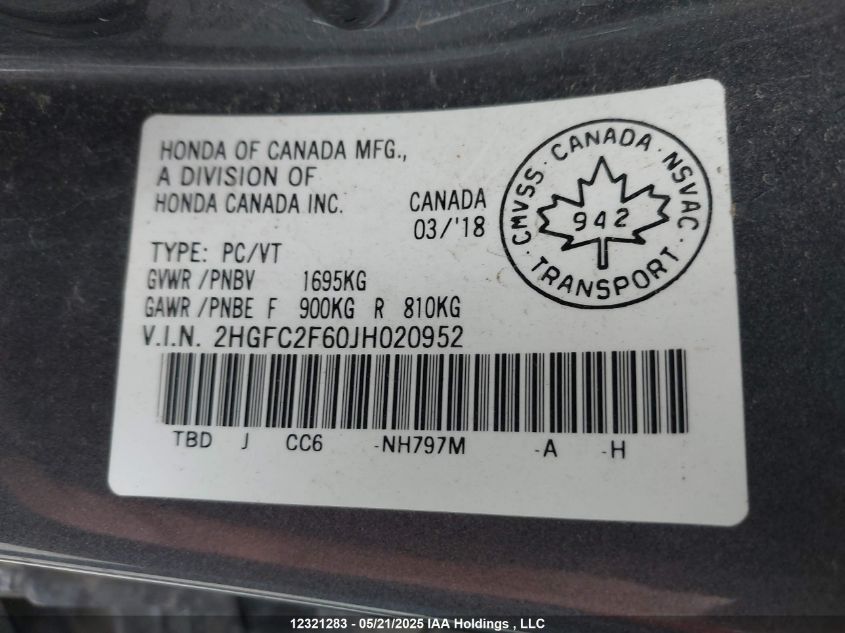 HONDA OF CANADA MFG.,
A DIVISION OF
HONDA CANADA INC.
CANADA
03/'18
CMVSS · CANADA · NSVAC · TRANSPORT ·
942
TYPE: PC/VT
GVWR/PNBV 1695KG
GAWR/PNBE F 900KG R 810KG
V.I.N. 2HGFC2F60JH020952
TBD J CC6 -NH797M -A -H
12321283 - 05/21/2025 IAA Holdings , LLC